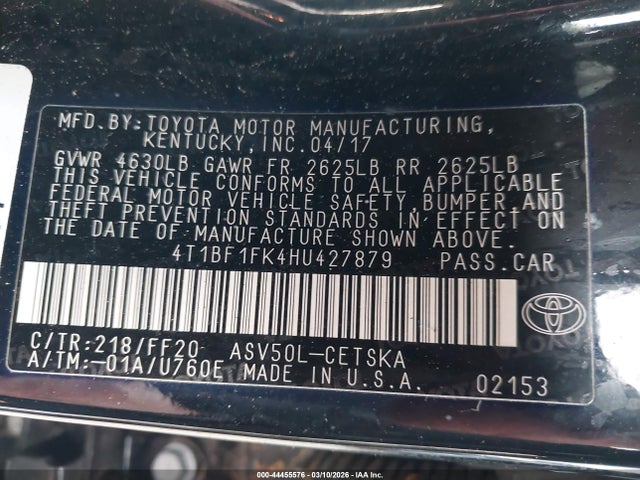 MFD. BY: TOYOTA MOTOR MANUFACTURING,
KENTUCKY, INC. 04/17
GVWR 4630LB GAWR FR 2625LB RR 2625LB
THIS VEHICLE CONFORMS TO ALL APPLICABLE
FEDERAL MOTOR VEHICLE SAFETY, BUMPER, AND
THEFT PREVENTION STANDARDS IN EFFECT ON
THE DATE OF MANUFACTURE SHOWN ABOVE.
4T1BF1FK4HU427879 PASS. CAR
C/TR: 218/FF20 ASV50L-CETSKA
A/TM: -01A/U760E MADE IN U.S.A. 02153
000-44455576 - 03/10/2026 - IAA Inc.